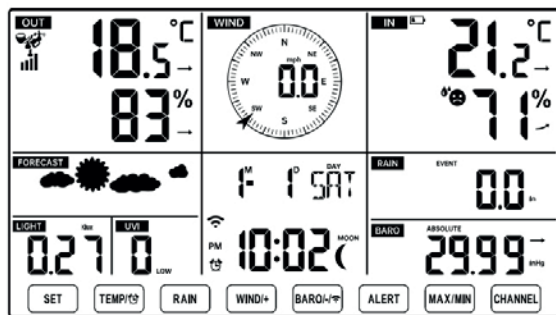 OUT
18.5 °C
83%
WIND
N
NW NE
mph
W 0.0 E
SW SE
S
IN
21.2 °C
71%
FORECAST
M D DAY
1- 1 SAT
RAIN EVENT
0.0 in
LIGHT
0.27
UVI
0 LOW
PM 10:02 MOON
BARO ABSOLUTE
29.99 inHg
SET TEMP/ RAIN WIND/+ BARO/-/ ALERT MAX/MIN CHANNEL